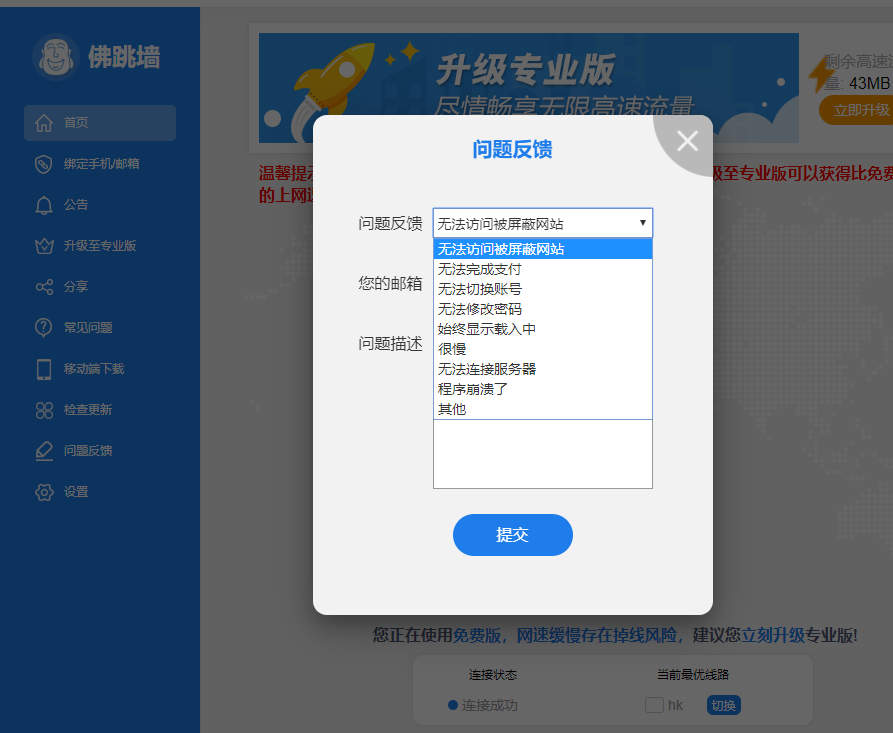 佛跳墙
首页
绑定手机/邮箱
公告
升级至专业版
分享
常见问题
移动端下载
检查更新
问题反馈
设置
升级专业版
尽情畅享无限高速流量
剩余高速流
量: 43MB
立即升级
温馨提示
级至专业版可以获得比免费
的上网
问题反馈
问题反馈
无法访问被屏蔽网站
无法访问被屏蔽网站
无法完成支付
无法切换账号
无法修改密码
始终显示载入中
很慢
无法连接服务器
程序崩溃了
其他
您的邮箱
问题描述
提交
您正在使用免费版，网速缓慢存在掉线风险，建议您立刻升级专业版!
连接状态
当前最优线路
连接成功
hk
切换